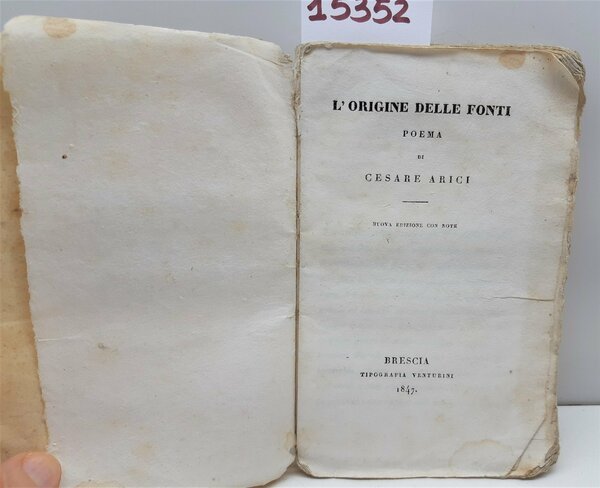 15352
L' ORIGINE DELLE FONTI
POEMA
DI
CESARE ARICI
NUOVA EDIZIONE CON NOTE
BRESCIA
TIPOGRAFIA VENTURINI
1847.